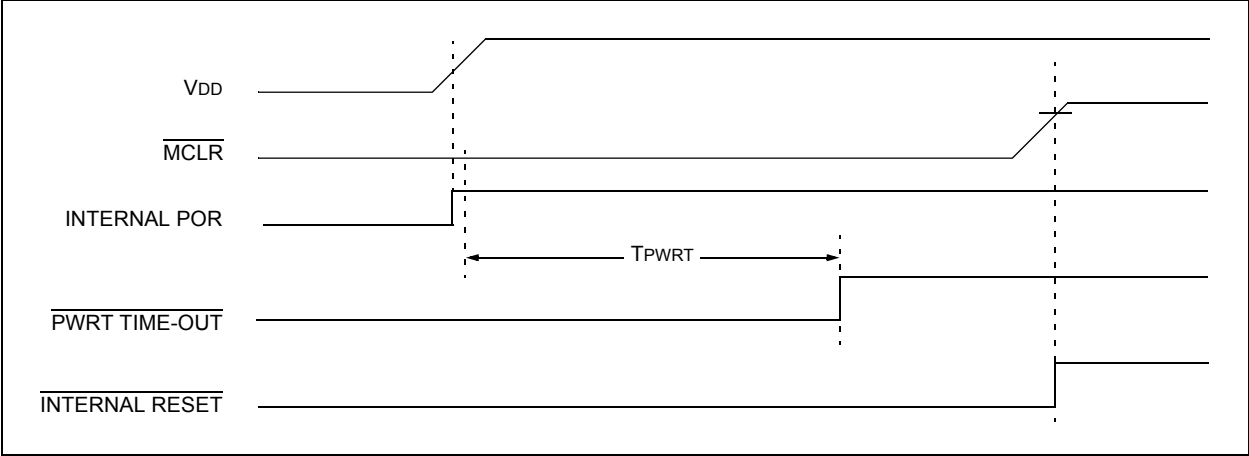 VDD
MCLR
INTERNAL POR
TPWRT
PWRT TIME-OUT
INTERNAL RESET